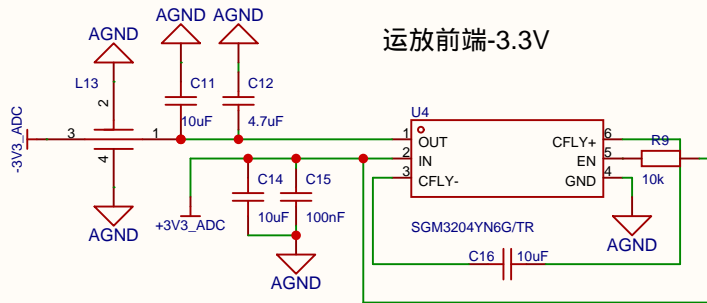 AGND
AGND
AGND
运放前端-3.3V
L13
C11
C12
10uF
4.7uF
2
3
1
4
-3V3_ADC
U4
1
OUT
CFLY+
6
2
IN
EN
5
3
CFLY-
GND
4
R9
10k
C14
C15
10uF
100nF
+3V3_ADC
AGND
AGND
AGND
SGM3204YN6G/TR
C16
10uF